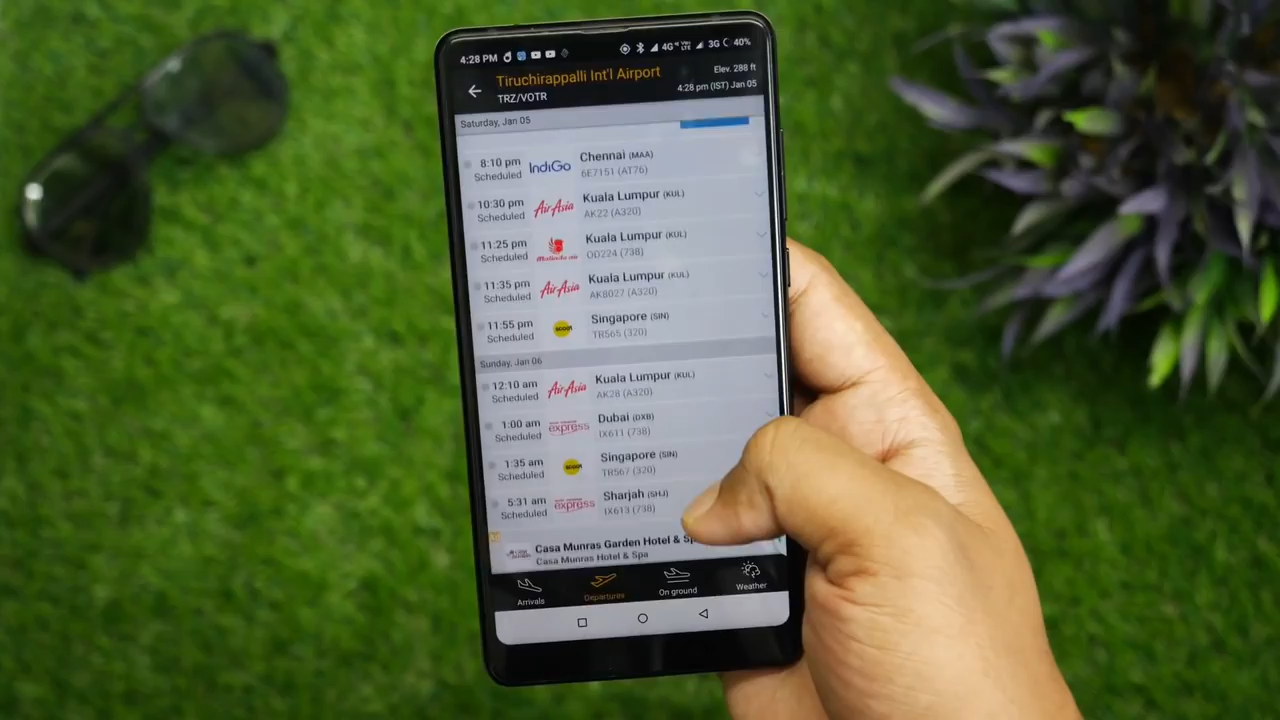 4:28 PM 4G VoLTE 3G 40%
Tiruchirappalli Int'l Airport Elev. 288 ft
TRZ/VOTR 4:28 pm (IST) Jan 05
Saturday, Jan 05
8:10 pm IndiGo Chennai (MAA)
Scheduled 6E7151 (AT76)
10:30 pm AirAsia Kuala Lumpur (KUL)
Scheduled AK22 (A320)
11:25 pm Kuala Lumpur (KUL)
Scheduled malindo air OD224 (738)
11:35 pm AirAsia Kuala Lumpur (KUL)
Scheduled AK8027 (A320)
11:55 pm scoot Singapore (SIN)
Scheduled TR565 (320)
Sunday, Jan 06
12:10 am AirAsia Kuala Lumpur (KUL)
Scheduled AK28 (A320)
1:00 am express Dubai (DXB)
Scheduled IX611 (738)
1:35 am scoot Singapore (SIN)
Scheduled TR567 (320)
5:31 am express Sharjah (SHJ)
Scheduled IX613 (738)
Casa Munras Garden Hotel & Sp
Casa Munras Hotel & Spa
Arrivals Departures On ground Weather